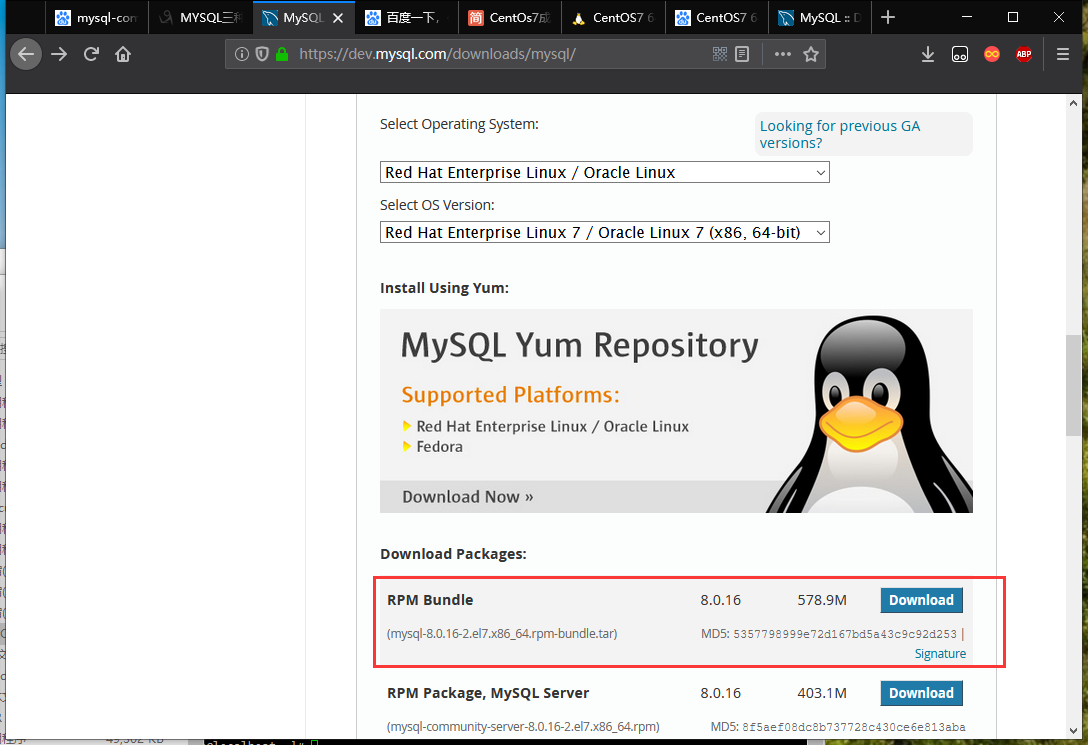 mysql-com
MYSQL三种
MySQL
百度一下,
简 CentOs7成
CentOS7 6
CentOS7 6
MySQL :: D
https://dev.mysql.com/downloads/mysql/
ABP
Select Operating System:
Looking for previous GA
versions?
Red Hat Enterprise Linux / Oracle Linux
Select OS Version:
Red Hat Enterprise Linux 7 / Oracle Linux 7 (x86, 64-bit)
Install Using Yum:
MySQL Yum Repository
Supported Platforms:
Red Hat Enterprise Linux / Oracle Linux
Fedora
Download Now »
Download Packages:
RPM Bundle 8.0.16 578.9M Download
(mysql-8.0.16-2.el7.x86_64.rpm-bundle.tar) MD5: 5357798999e72d167bd5a43c9c92d253 |
Signature
RPM Package, MySQL Server 8.0.16 403.1M Download
(mysql-community-server-8.0.16-2.el7.x86_64.rpm) MD5: 8f5aef08dc8b737728c430ce6e813aba